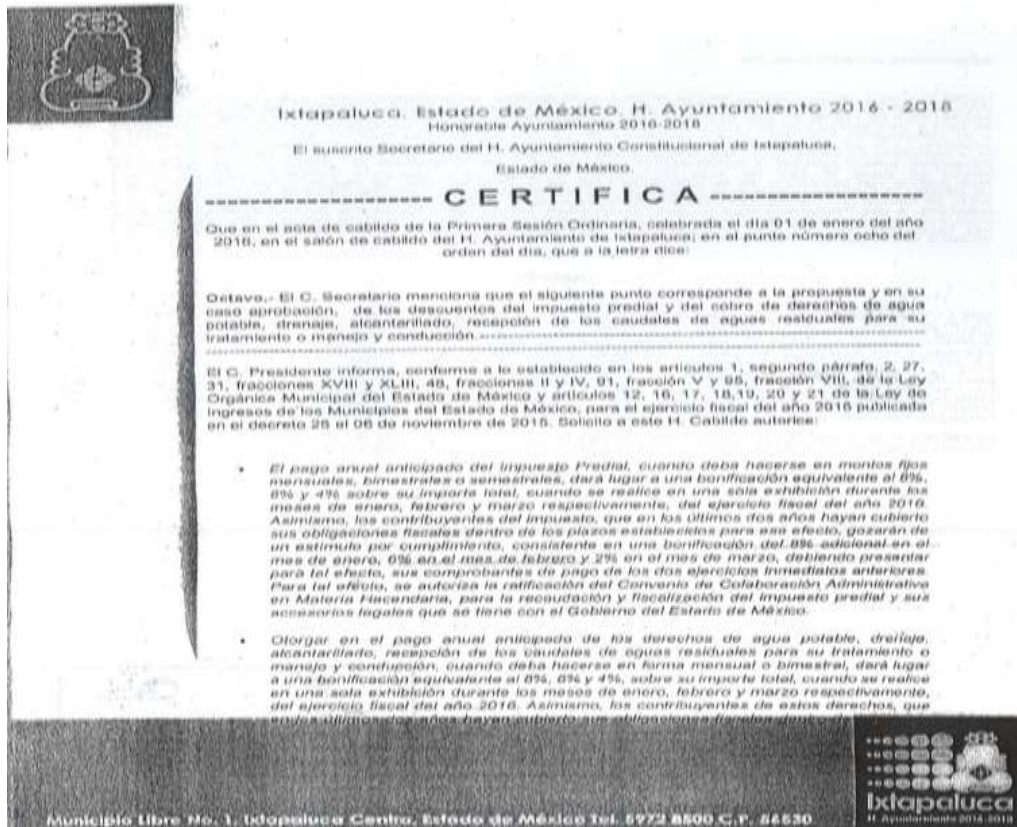 Ixtapaluca. Estado de México. H. Ayuntamiento 2016 - 2018
Honorable Ayuntamiento 2016-2018
El suscrito Secretario del H. Ayuntamiento Constitucional de Ixtapaluca,
Estado de México.
-------------------- CERTIFICA --------------------
Que en el acta de cabildo de la Primera Sesión Ordinaria, celebrada el día 01 de enero del año
2016, en el salón de cabildo del H. Ayuntamiento de Ixtapaluca; en el punto número ocho del
orden del día, que a la letra dice:
Octavo.- El C. Secretario menciona que el siguiente punto corresponde a la propuesta y en su
caso aprobación, de los descuentos del impuesto predial y del cobro de derechos de agua
potable, drenaje, alcantarillado, recepción de los caudales de aguas residuales para su
tratamiento o manejo y conducción.--------------------
El C. Presidente informa, conforme a lo establecido en los artículos 1, segundo párrafo, 2, 27,
31, fracciones XVIII y XLIII, 48, fracciones II y IV, 91, fracción V y 95, fracción VIII, de la Ley
Orgánica Municipal del Estado de México y artículos 12, 16, 17, 18,19, 20 y 21 de la Ley de
Ingresos de los Municipios del Estado de México, para el ejercicio fiscal del año 2016 publicada
en el decreto 25 el 06 de noviembre de 2015. Solicito a este H. Cabildo autorice:
• El pago anual anticipado del Impuesto Predial, cuando deba hacerse en montos fijos
mensuales, bimestrales o semestrales, dará lugar a una bonificación equivalente al 8%,
6% y 4% sobre su importe total, cuando se realice en una sola exhibición durante los
meses de enero, febrero y marzo respectivamente, del ejercicio fiscal del año 2016.
Asimismo, los contribuyentes del impuesto, que en los últimos dos años hayan cubierto
sus obligaciones fiscales dentro de los plazos establecidos para ese efecto, gozarán de
un estímulo por cumplimiento, consistente en una bonificación del 8% adicional en el
mes de enero, 6% en el mes de febrero y 2% en el mes de marzo, debiendo presentar
para tal efecto, sus comprobantes de pago de los dos ejercicios inmediatos anteriores.
Para tal efecto, se autoriza la ratificación del Convenio de Colaboración Administrativa
en Materia Hacendaria, para la recaudación y fiscalización del impuesto predial y sus
accesorios legales que se tiene con el Gobierno del Estado de México.
• Otorgar en el pago anual anticipado de los derechos de agua potable, drenaje,
alcantarillado, recepción de los caudales de aguas residuales para su tratamiento o
manejo y conducción, cuando deba hacerse en forma mensual o bimestral, dará lugar
a una bonificación equivalente al 8%, 6% y 4%, sobre su importe total, cuando se realice
en una sola exhibición durante los meses de enero, febrero y marzo respectivamente,
del ejercicio fiscal del año 2016. Asimismo, los contribuyentes de estos derechos, que
Municipio Libre No. 1, Ixtapaluca Centro, Estado de México Tel. 5972 8500 C.P. 56530
Ixtapaluca
H. Ayuntamiento 2016-2018